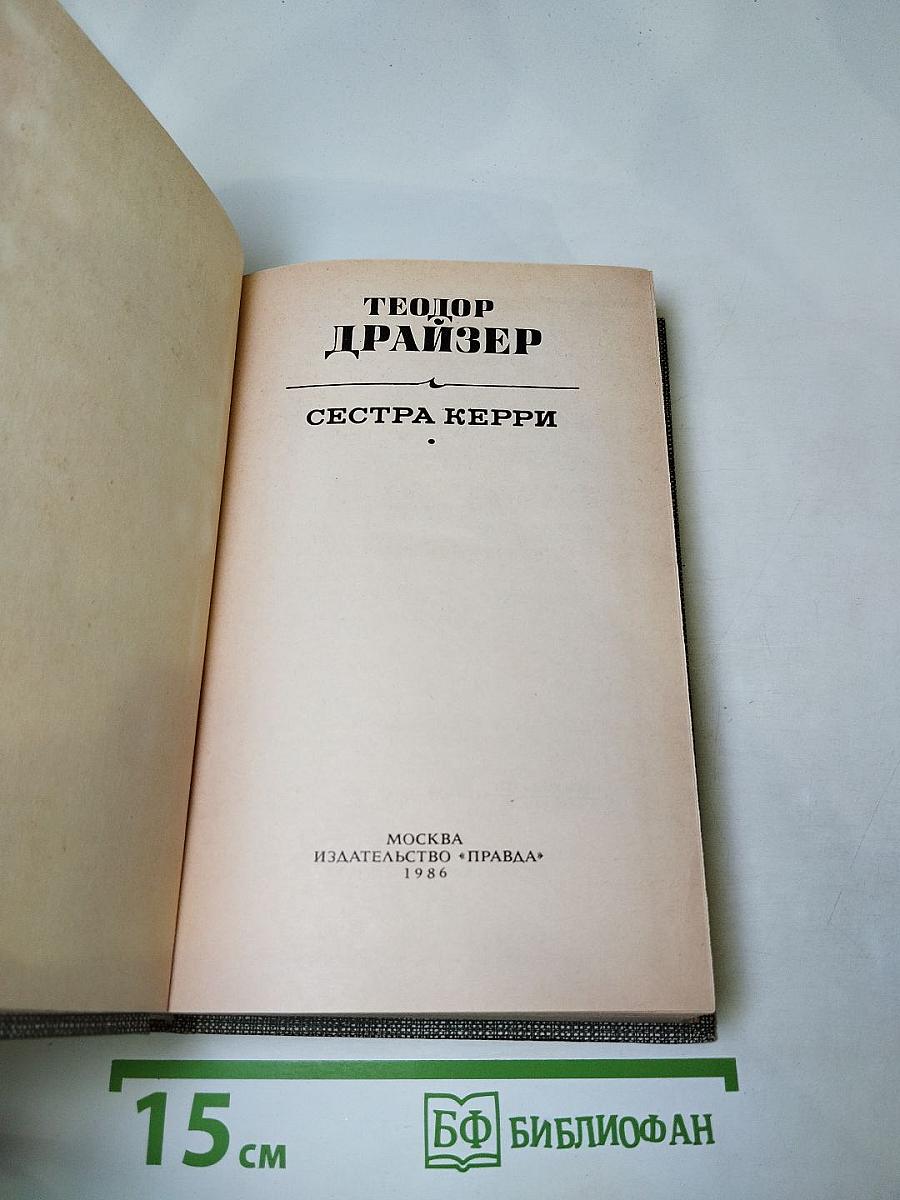 ТЕОДОР
ДРАЙЗЕР
СЕСТРА КЕРРИ
МОСКВА
ИЗДАТЕЛЬСТВО «ПРАВДА»
1986
15 см
БФ БИБЛИОФАН